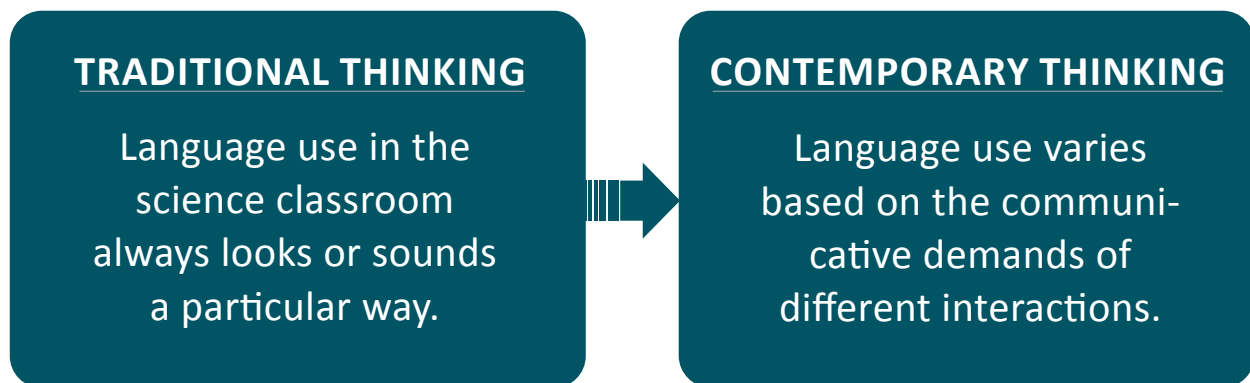 TRADITIONAL THINKING
Language use in the
science classroom
always looks or sounds
a particular way.
CONTEMPORARY THINKING
Language use varies
based on the communi-
cative demands of
different interactions.